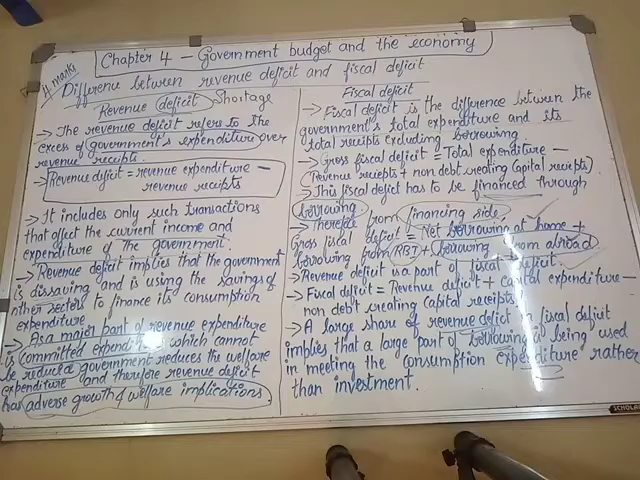 Chapter 4 — Government budget and the economy
4 marks
Difference between revenue deficit and fiscal deficit
Revenue deficit Shortage
→ The revenue deficit refers to the
excess of government's expenditure over
revenue receipts.
→ Revenue deficit = revenue expenditure —
revenue receipts
→ It includes only such transactions
that affect the current income and
expenditure of the government.
→ Revenue deficit implies that the government
is dissaving and is using the savings of
other sectors to finance its consumption
expenditure
→ As a major part of revenue expenditure
is committed expenditure which cannot
be reduced government reduces the welfare
expenditure and therefore revenue deficit
has adverse growth & welfare implications.
Fiscal deficit
→ Fiscal deficit is the difference between the
government's total expenditure and its
total receipts excluding borrowing.
→ Gross fiscal deficit = Total expenditure —
(Revenue receipts + non debt creating Capital receipts)
→ This fiscal deficit has to be financed through
borrowing
→ Therefore from financing side,
Gross fiscal deficit = Net borrowing at home +
borrowing from RBI + borrowing from abroad
→ Revenue deficit is a part of fiscal deficit.
→ Fiscal deficit = Revenue deficit + capital expenditure —
non debt creating capital receipts
→ A large share of revenue deficit in fiscal deficit
implies that a large part of borrowing is being used
in meeting the consumption expenditure rather
than investment.
SCHOLAR